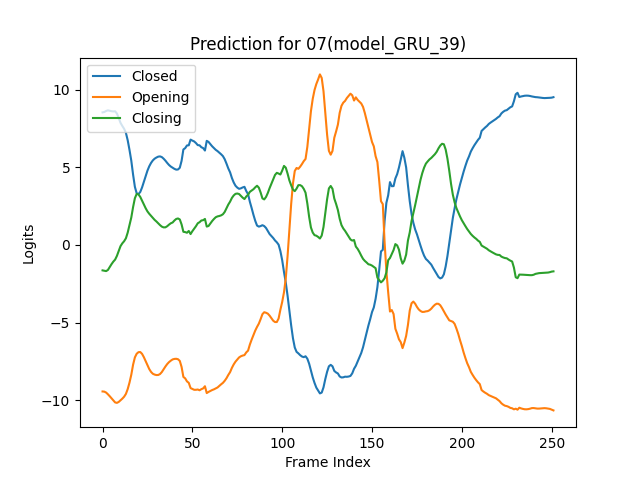 Prediction for 07(model_GRU_39)
Closed
Opening
Closing
10
5
0
−5
−10
Logits
0 50 100 150 200 250
Frame Index